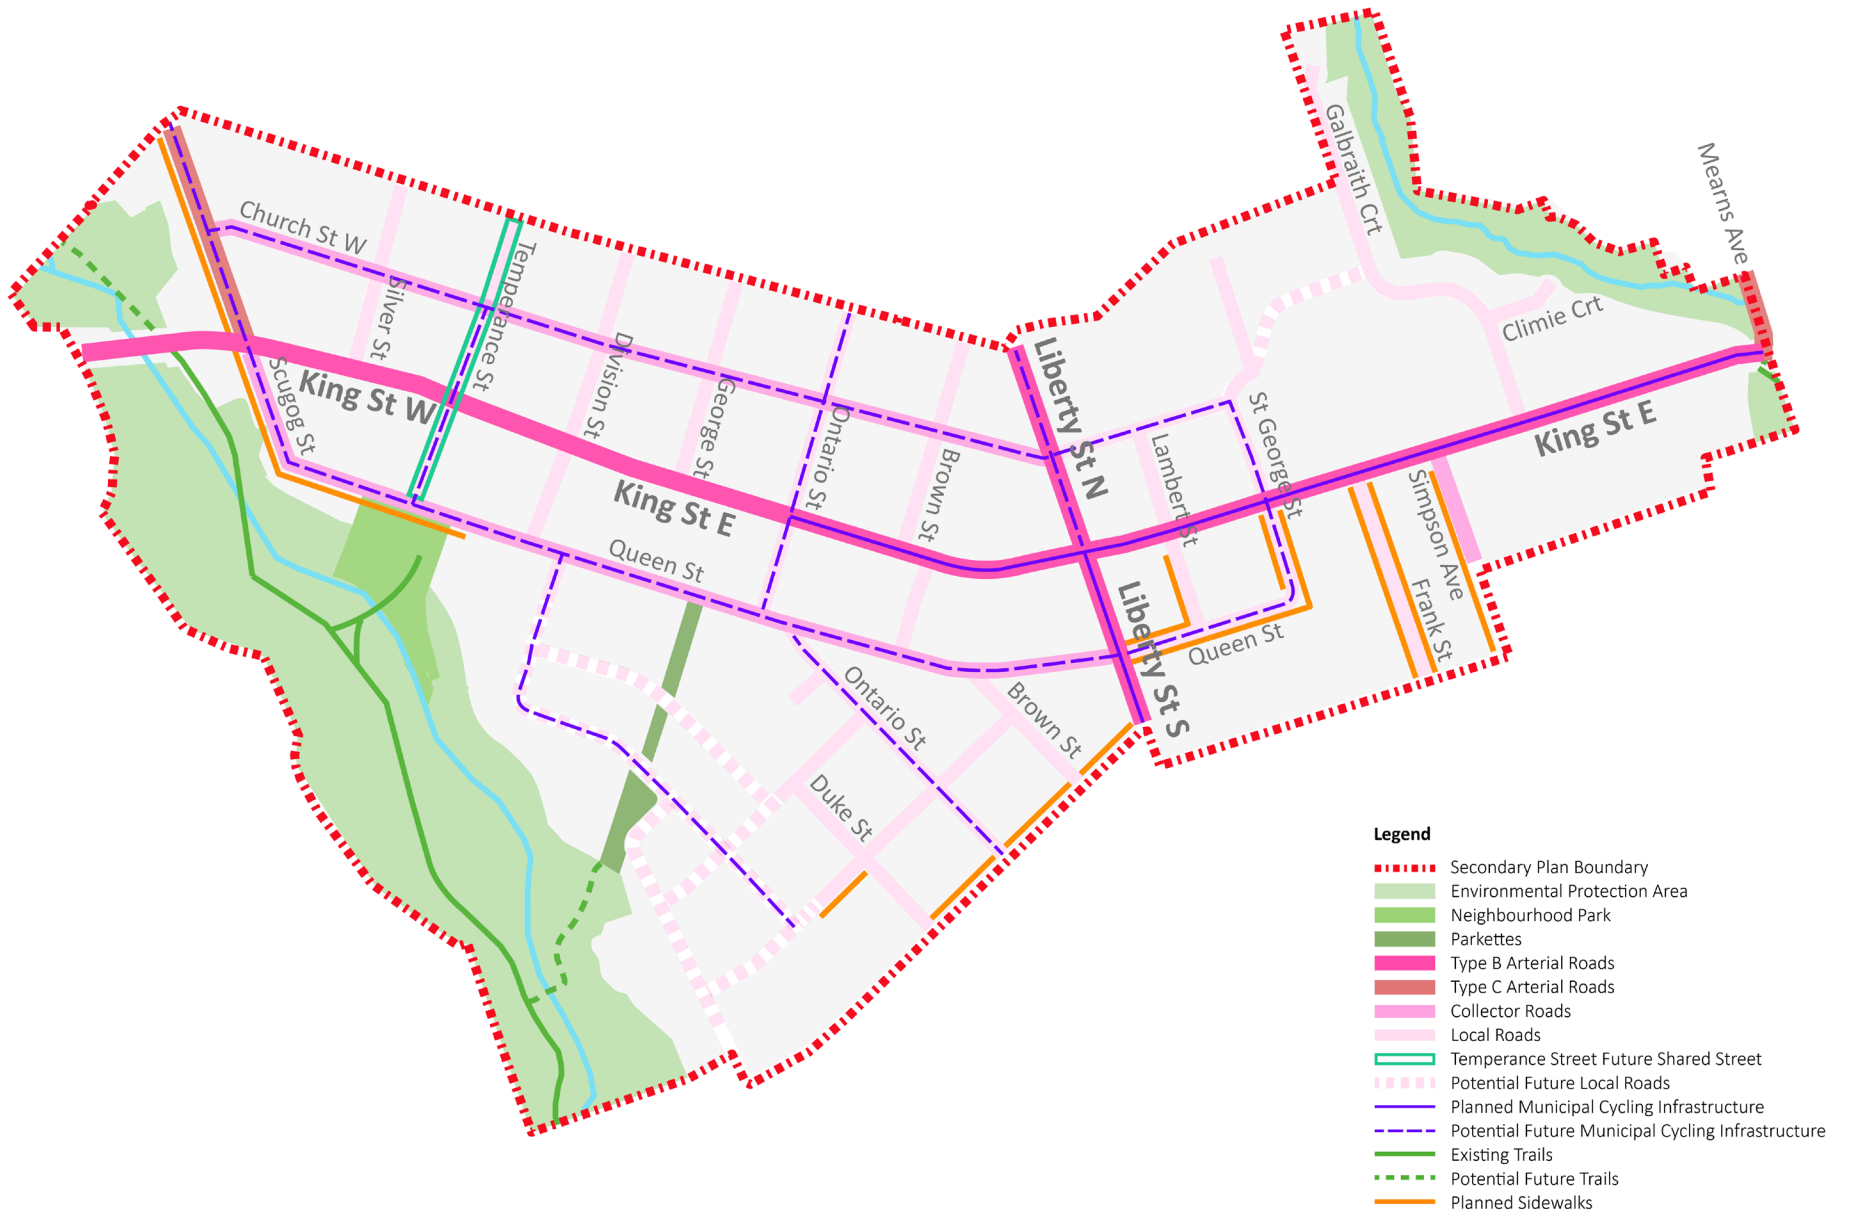 Galbraith Crt
Mearns Ave
Church St W
Silver St
Temperance St
Division St
George St
Ontario St
Brown St
Liberty St N
Climie Crt
Scugog St
King St W
King St E
Lambert St
St George St
King St E
Simpson Ave
Frank St
Queen St
Liberty St S
Queen St
Ontario St
Brown St
Duke St
Legend
Secondary Plan Boundary
Environmental Protection Area
Neighbourhood Park
Parkettes
Type B Arterial Roads
Type C Arterial Roads
Collector Roads
Local Roads
Temperance Street Future Shared Street
Potential Future Local Roads
Planned Municipal Cycling Infrastructure
Potential Future Municipal Cycling Infrastructure
Existing Trails
Potential Future Trails
Planned Sidewalks